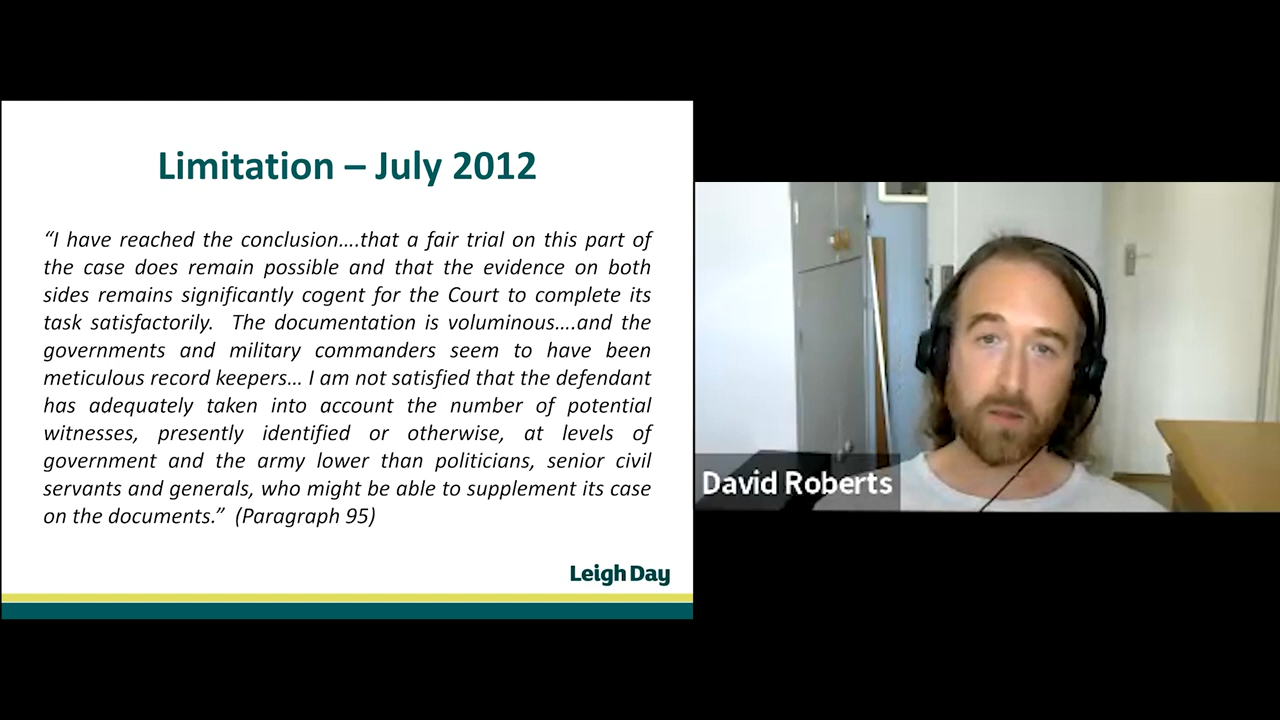 Limitation – July 2012
“I have reached the conclusion....that a fair trial on this part of
the case does remain possible and that the evidence on both
sides remains significantly cogent for the Court to complete its
task satisfactorily.  The documentation is voluminous....and the
governments and military commanders seem to have been
meticulous record keepers... I am not satisfied that the defendant
has adequately taken into account the number of potential
witnesses, presently identified or otherwise, at levels of
government and the army lower than politicians, senior civil
servants and generals, who might be able to supplement its case
on the documents.”  (Paragraph 95)
Leigh Day
David Roberts